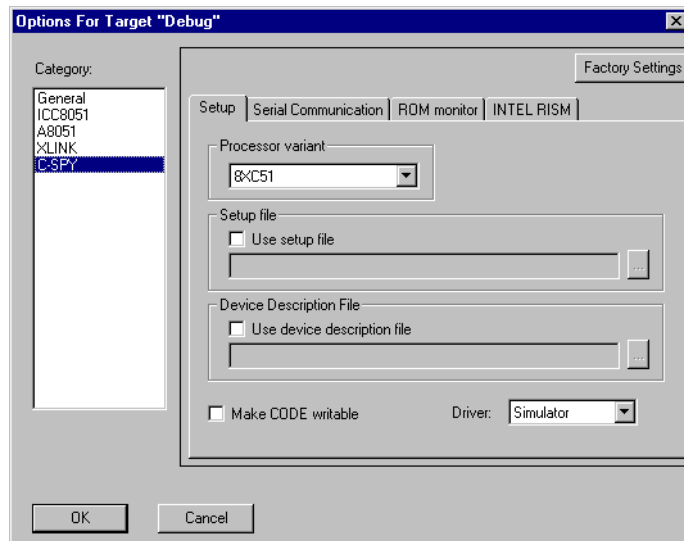 Options For Target "Debug"
Category:
General
ICC8051
A8051
XLINK
C-SPY
Factory Settings
Setup
Serial Communication
ROM monitor
INTEL RISM
Processor variant
8XC51
Setup file
Use setup file
...
Device Description File
Use device description file
...
Make CODE writable
Driver:
Simulator
OK
Cancel